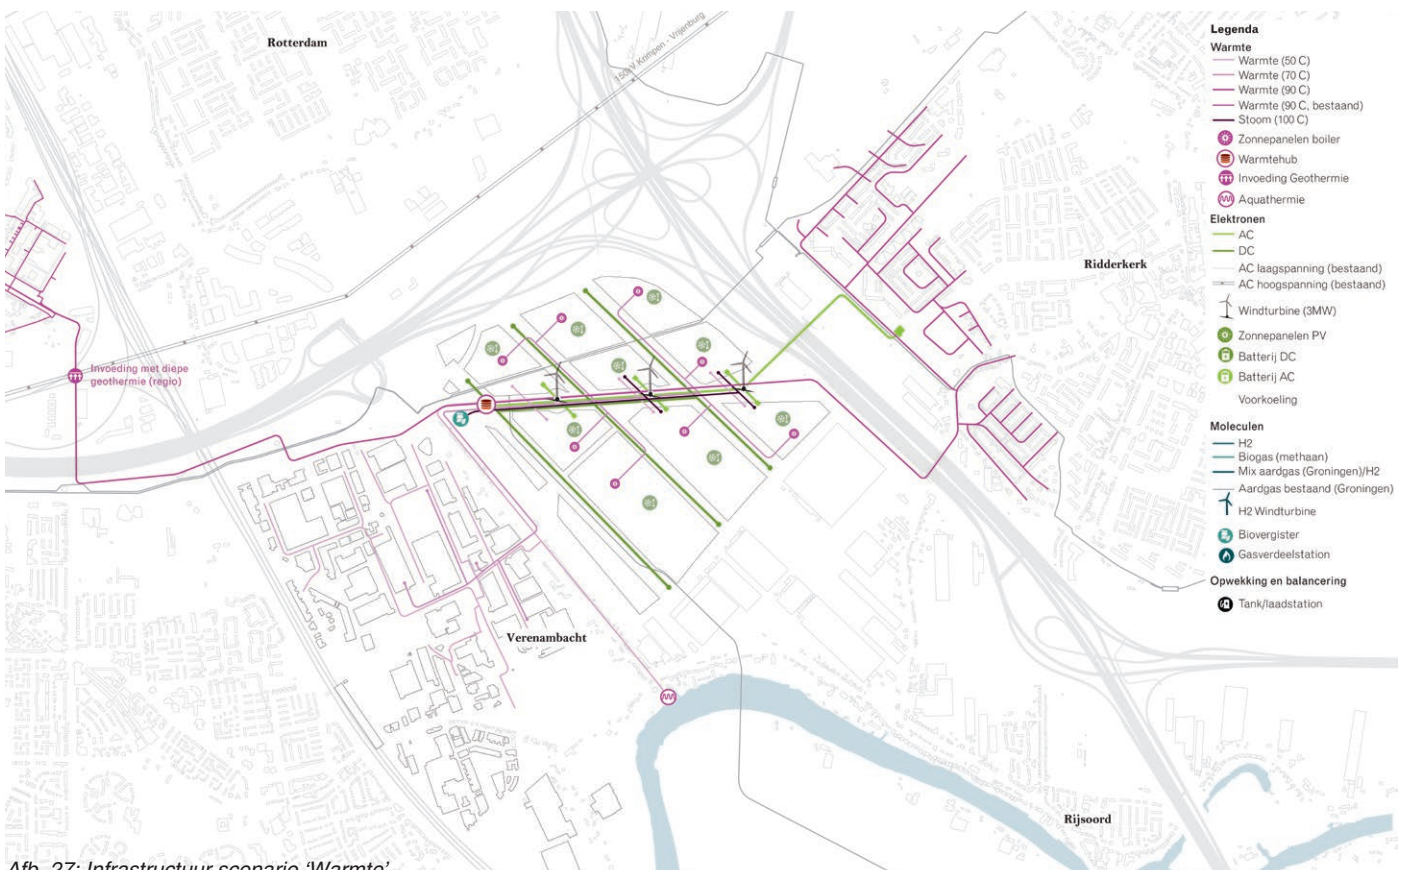 Rotterdam
150kV Krimpen - Vrijenburg
Ridderkerk
Invoeding met diepe
geothermie (regio)
Verenambacht
Rijsoord
Legenda
Warmte
Warmte (50 C)
Warmte (70 C)
Warmte (90 C)
Warmte (90 C, bestaand)
Stoom (100 C)
Zonnepanelen boiler
Warmtehub
Invoeding Geothermie
Aquathermie
Elektronen
AC
DC
AC laagspanning (bestaand)
AC hoogspanning (bestaand)
Windturbine (3MW)
Zonnepanelen PV
Batterij DC
Batterij AC
Voorkoeling
Moleculen
H2
Biogas (methaan)
Mix aardgas (Groningen)/H2
Aardgas bestaand (Groningen)
H2 Windturbine
Biovergister
Gasverdeelstation
Opwekking en balancering
Tank/laadstation
Afb. 27: Infrastructuur scenario 'Warmte'